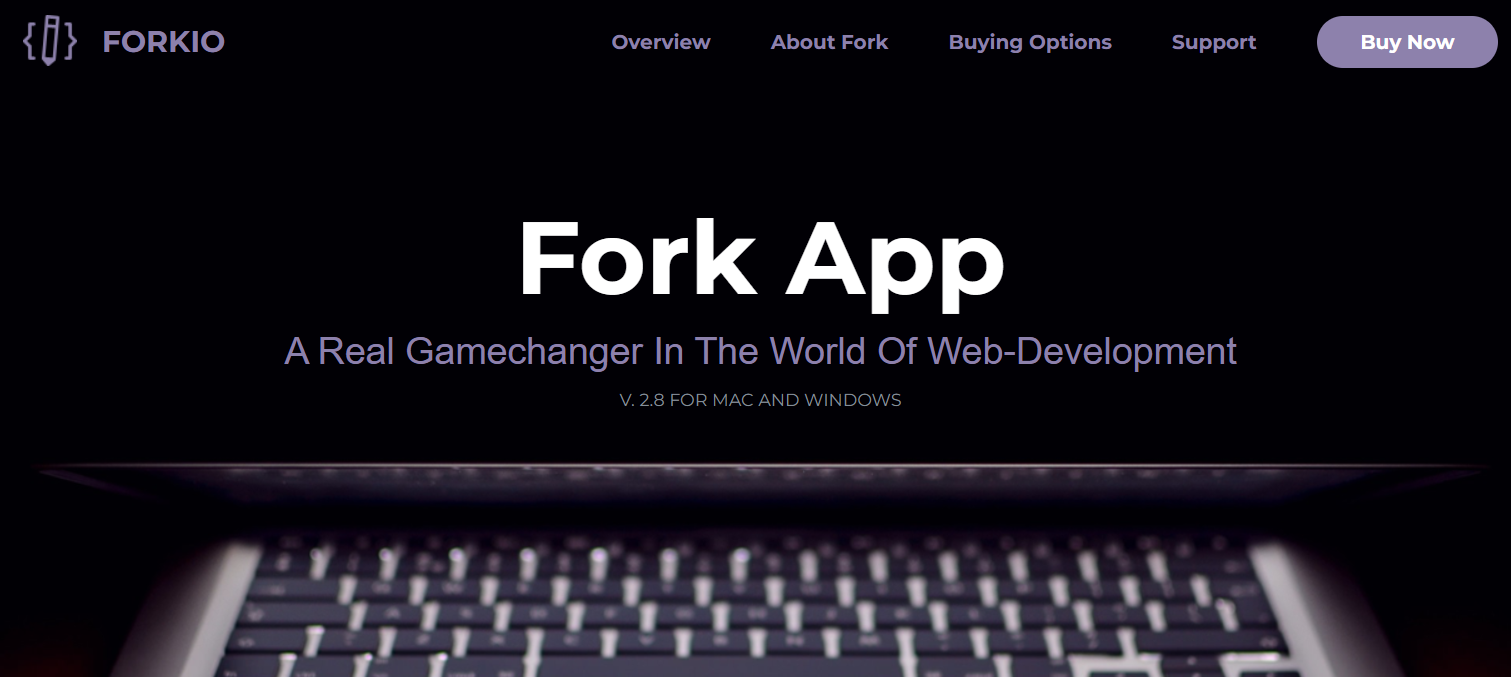 FORKIO
Overview About Fork Buying Options Support Buy Now
Fork App
A Real Gamechanger In The World Of Web-Development
V. 2.8 FOR MAC AND WINDOWS